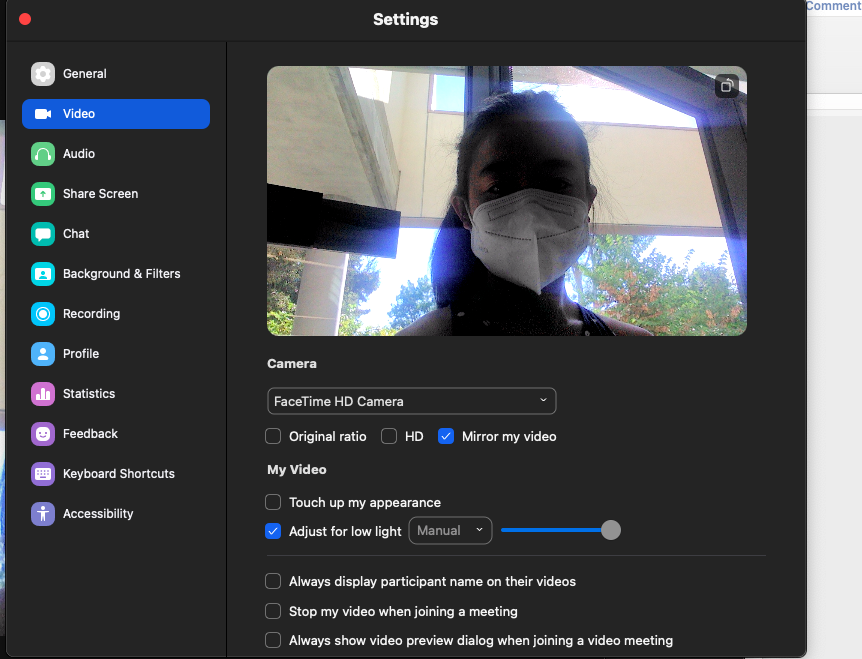 Comment
Settings
General
Video
Audio
Share Screen
Chat
Background & Filters
Recording
Profile
Statistics
Feedback
Keyboard Shortcuts
Accessibility
Camera
FaceTime HD Camera
Original ratio HD Mirror my video
My Video
Touch up my appearance
Adjust for low light Manual
Always display participant name on their videos
Stop my video when joining a meeting
Always show video preview dialog when joining a video meeting